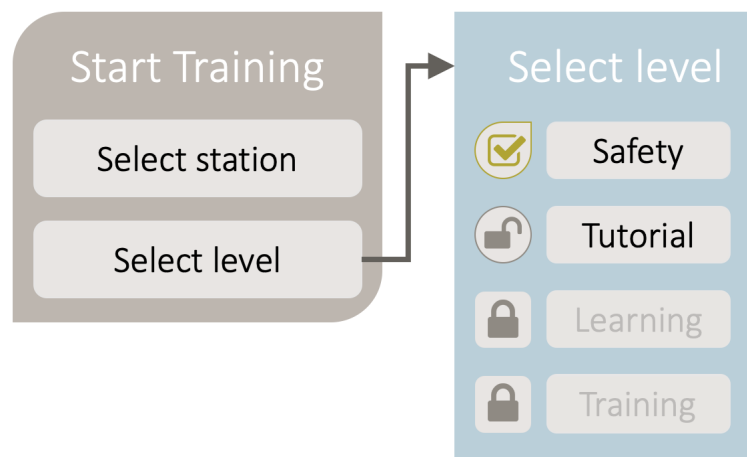 Start Training
Select station
Select level
Select level
Safety
Tutorial
Learning
Training